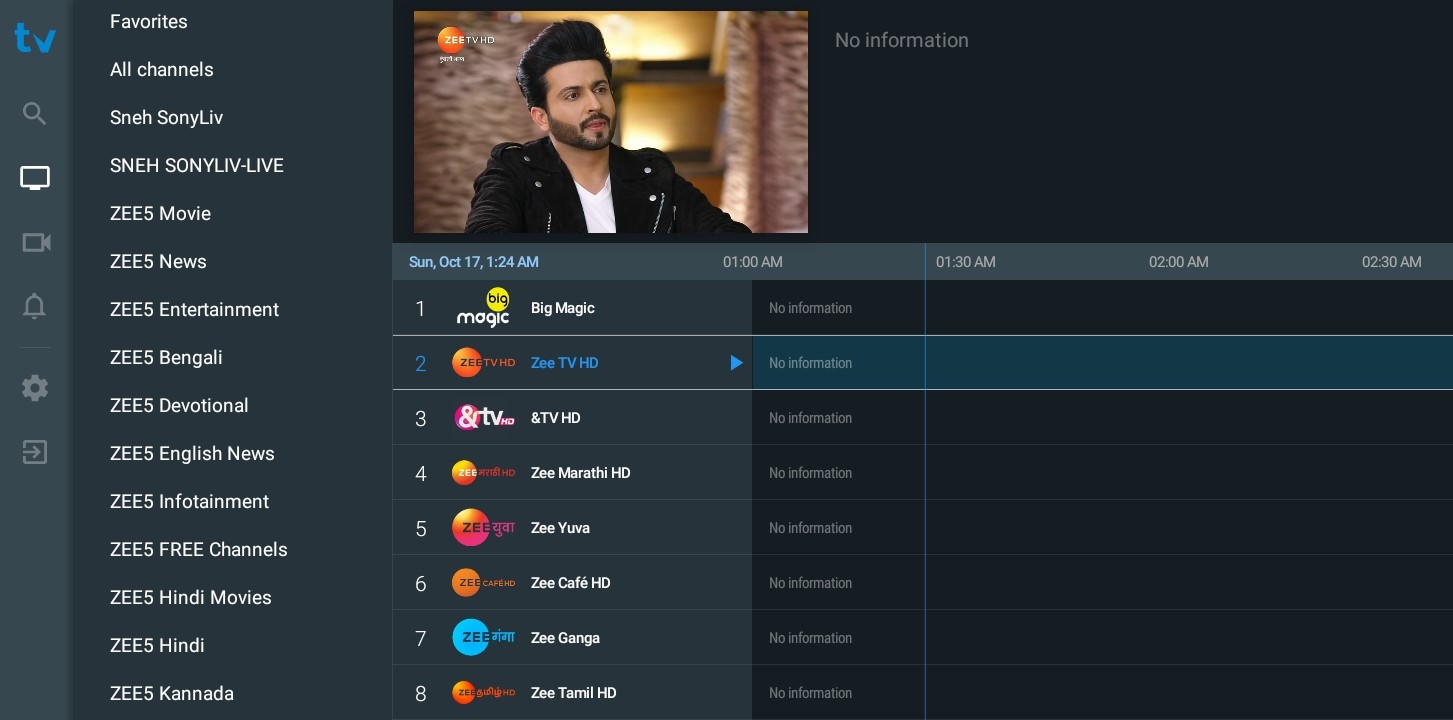 tv
Favorites
All channels
Sneh SonyLiv
SNEH SONYLIV-LIVE
ZEE5 Movie
ZEE5 News
ZEE5 Entertainment
ZEE5 Bengali
ZEE5 Devotional
ZEE5 English News
ZEE5 Infotainment
ZEE5 FREE Channels
ZEE5 Hindi Movies
ZEE5 Hindi
ZEE5 Kannada
ZEE TV HD
No information
Sun, Oct 17, 1:24 AM 01:00 AM 01:30 AM 02:00 AM 02:30 AM
1 big magic Big Magic No information
2 ZEE TV HD Zee TV HD No information
3 &tv HD &TV HD No information
4 ZEE मराठी HD Zee Marathi HD No information
5 ZEE युवा Zee Yuva No information
6 ZEE CAFÉ HD Zee Café HD No information
7 ZEE गंगा Zee Ganga No information
8 ZEE தமிழ் HD Zee Tamil HD No information